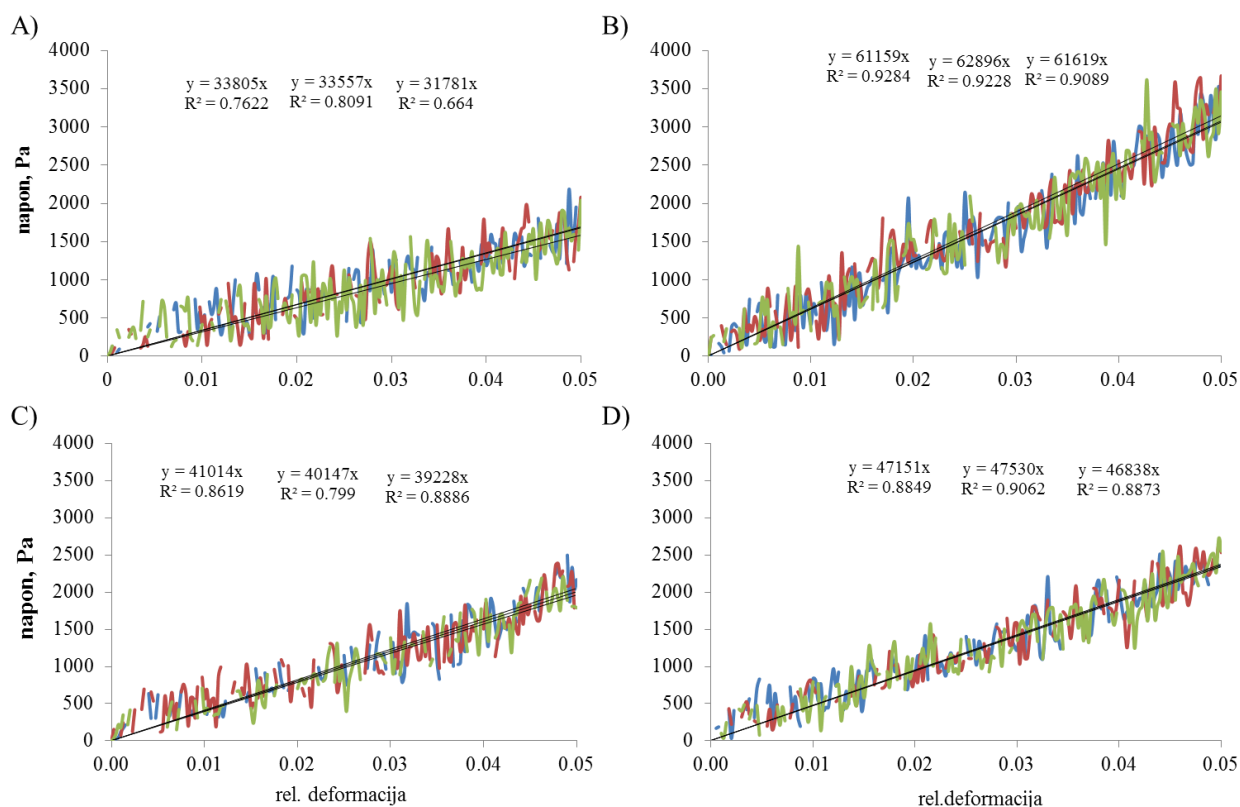 A)
B)
4000
3500
3000
2500
2000
1500
1000
500
0
napon, Pa
y = 33805x
R² = 0.7622
y = 33557x
R² = 0.8091
y = 31781x
R² = 0.664
0
0.01
0.02
0.03
0.04
0.05
4000
3500
3000
2500
2000
1500
1000
500
0
y = 61159x
R² = 0.9284
y = 62896x
R² = 0.9228
y = 61619x
R² = 0.9089
0.00
0.01
0.02
0.03
0.04
0.05
C)
D)
4000
3500
3000
2500
2000
1500
1000
500
0
napon, Pa
y = 41014x
R² = 0.8619
y = 40147x
R² = 0.799
y = 39228x
R² = 0.8886
0.00
0.01
0.02
0.03
0.04
0.05
rel. deformacija
4000
3500
3000
2500
2000
1500
1000
500
0
y = 47151x
R² = 0.8849
y = 47530x
R² = 0.9062
y = 46838x
R² = 0.8873
0.00
0.01
0.02
0.03
0.04
0.05
rel.deformacija